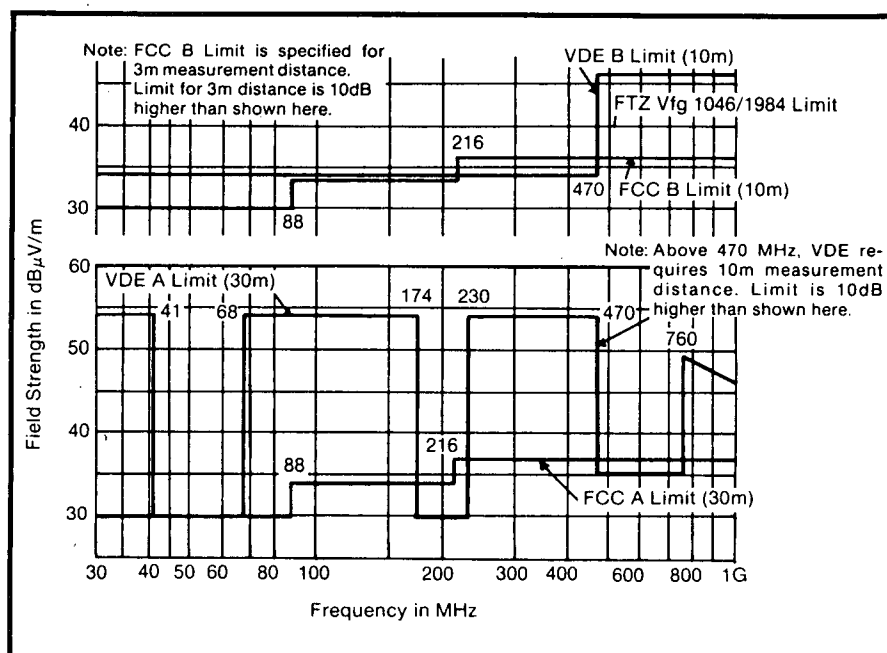 Note: FCC B Limit is specified for
3m measurement distance.
Limit for 3m distance is 10dB
higher than shown here.
VDE B Limit (10m)
FTZ Vfg 1046/1984 Limit
40
216
470
FCC B Limit (10m)
30
88
Note: Above 470 MHz, VDE re-
quires 10m measurement
distance. Limit is 10dB
higher than shown here.
60
VDE A Limit (30m)
41
68
174
230
470
760
50
40
216
88
FCC A Limit (30m)
30
Field Strength in dBµV/m
30 40 50 60 80 100 200 300 400 600 800 1G
Frequency in MHz